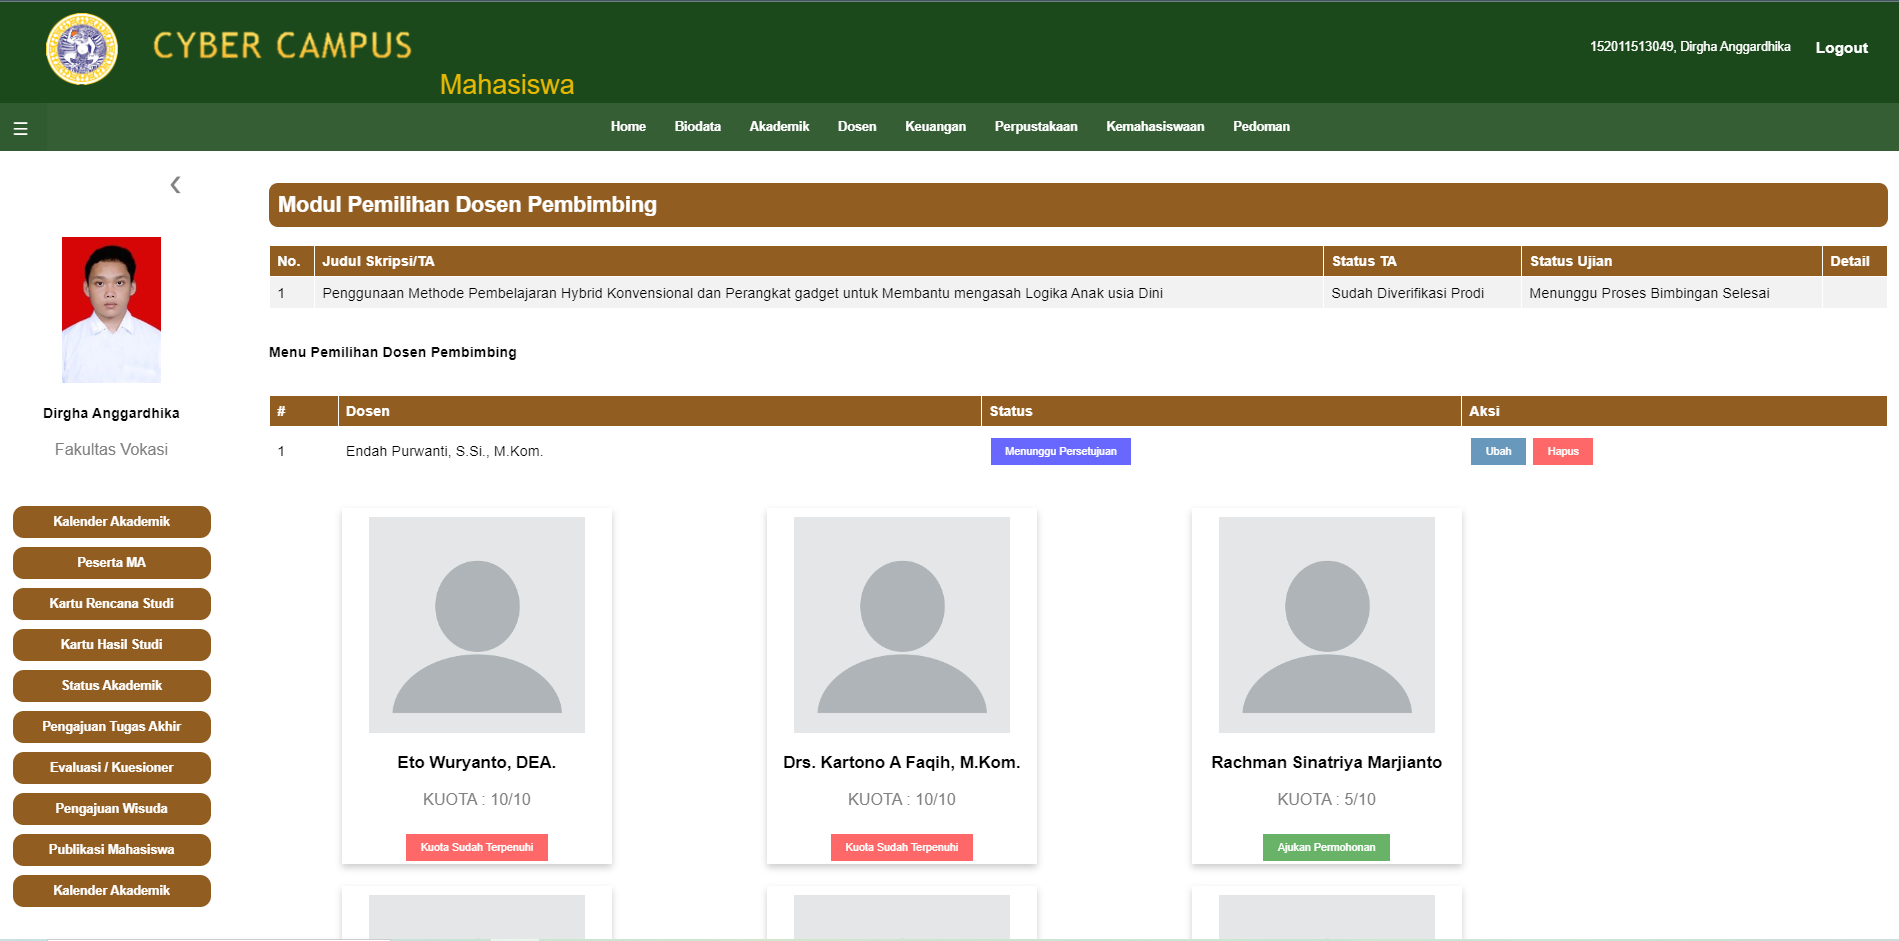 CYBER CAMPUS
Mahasiswa
152011513049, Dirgha Anggardhika Logout
☰ Home Biodata Akademik Dosen Keuangan Perpustakaan Kemahasiswaan Pedoman
Dirgha Anggardhika
Fakultas Vokasi
Kalender Akademik
Peserta MA
Kartu Rencana Studi
Kartu Hasil Studi
Status Akademik
Pengajuan Tugas Akhir
Evaluasi / Kuesioner
Pengajuan Wisuda
Publikasi Mahasiswa
Kalender Akademik
Modul Pemilihan Dosen Pembimbing
No. Judul Skripsi/TA Status TA Status Ujian Detail
1 Penggunaan Methode Pembelajaran Hybrid Konvensional dan Perangkat gadget untuk Membantu mengasah Logika Anak usia Dini Sudah Diverifikasi Prodi Menunggu Proses Bimbingan Selesai
Menu Pemilihan Dosen Pembimbing
# Dosen Status Aksi
1 Endah Purwanti, S.Si., M.Kom. Menunggu Persetujuan Ubah Hapus
Eto Wuryanto, DEA.
KUOTA : 10/10
Kuota Sudah Terpenuhi
Drs. Kartono A Faqih, M.Kom.
KUOTA : 10/10
Kuota Sudah Terpenuhi
Rachman Sinatriya Marjianto
KUOTA : 5/10
Ajukan Permohonan